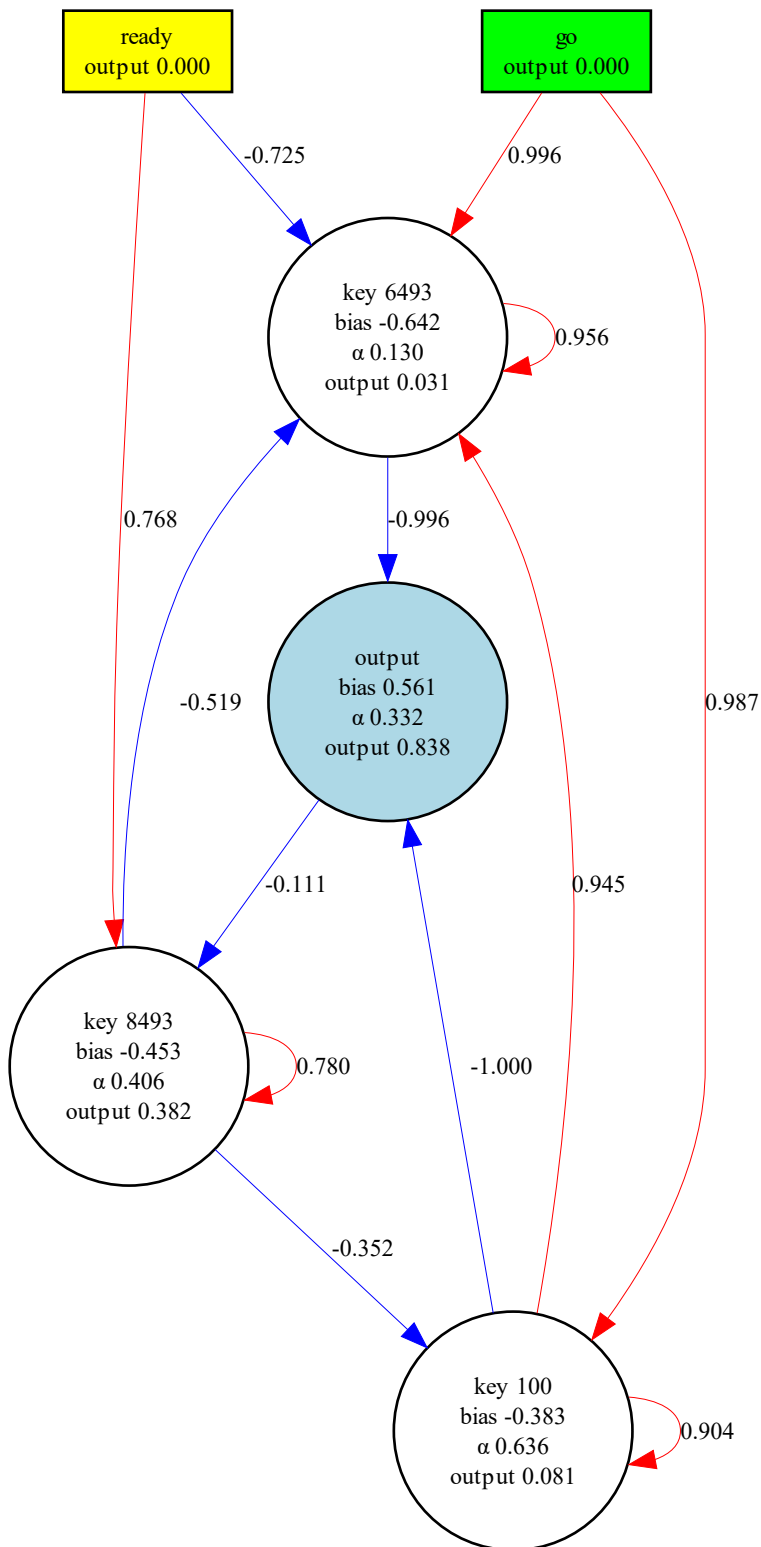 ready
output 0.000
go
output 0.000
-0.725
0.996
key 6493
bias -0.642
α 0.130
output 0.031
0.956
0.768
-0.996
-0.519
output
bias 0.561
α 0.332
output 0.838
0.987
-0.111
0.945
key 8493
bias -0.453
α 0.406
output 0.382
0.780
-1.000
-0.352
key 100
bias -0.383
α 0.636
output 0.081
0.904